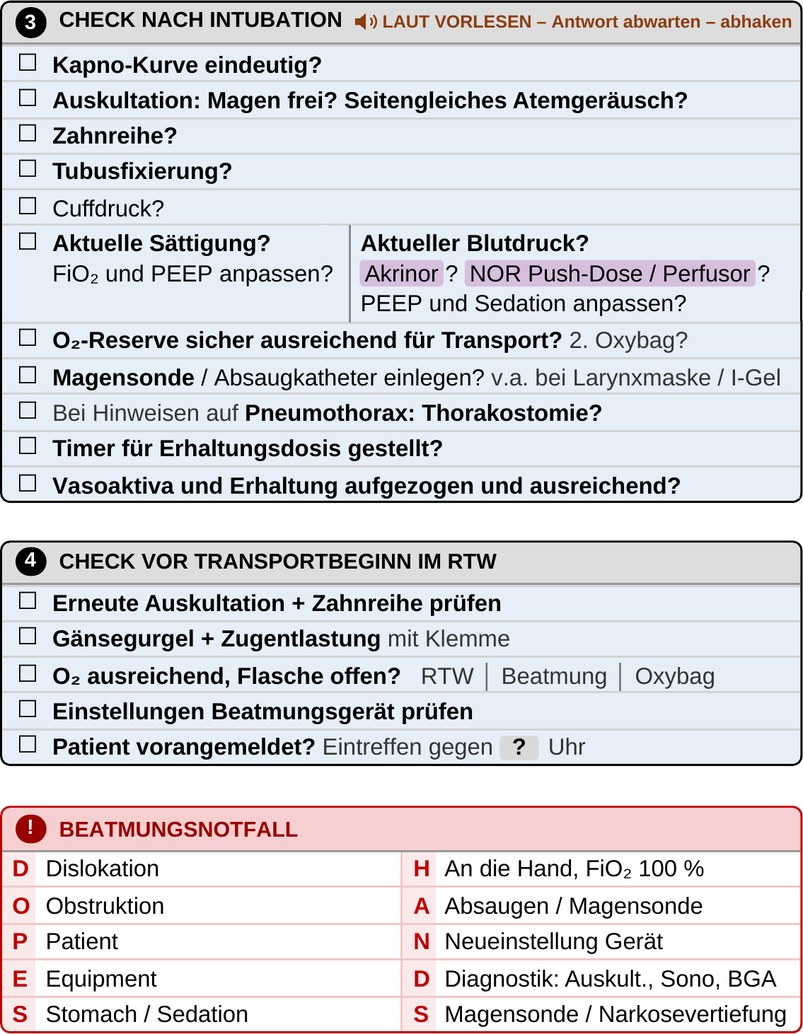 3 CHECK NACH INTUBATION LAUT VORLESEN – Antwort abwarten – abhaken
☐ Kapno-Kurve eindeutig?
☐ Auskultation: Magen frei? Seitengleiches Atemgeräusch?
☐ Zahnreihe?
☐ Tubusfixierung?
☐ Cuffdruck?
☐ Aktuelle Sättigung?
FiO₂ und PEEP anpassen?
Aktueller Blutdruck?
Akrinor ? NOR Push-Dose / Perfusor ?
PEEP und Sedation anpassen?
☐ O₂-Reserve sicher ausreichend für Transport? 2. Oxybag?
☐ Magensonde / Absaugkatheter einlegen? v.a. bei Larynxmaske / I-Gel
☐ Bei Hinweisen auf Pneumothorax: Thorakostomie?
☐ Timer für Erhaltungsdosis gestellt?
☐ Vasoaktiva und Erhaltung aufgezogen und ausreichend?
4 CHECK VOR TRANSPORTBEGINN IM RTW
☐ Erneute Auskultation + Zahnreihe prüfen
☐ Gänsegurgel + Zugentlastung mit Klemme
☐ O₂ ausreichend, Flasche offen? RTW | Beatmung | Oxybag
☐ Einstellungen Beatmungsgerät prüfen
☐ Patient vorangemeldet? Eintreffen gegen ? Uhr
! BEATMUNGSNOTFALL
D Dislokation
O Obstruktion
P Patient
E Equipment
S Stomach / Sedation
H An die Hand, FiO₂ 100 %
A Absaugen / Magensonde
N Neueinstellung Gerät
D Diagnostik: Auskult., Sono, BGA
S Magensonde / Narkosevertiefung